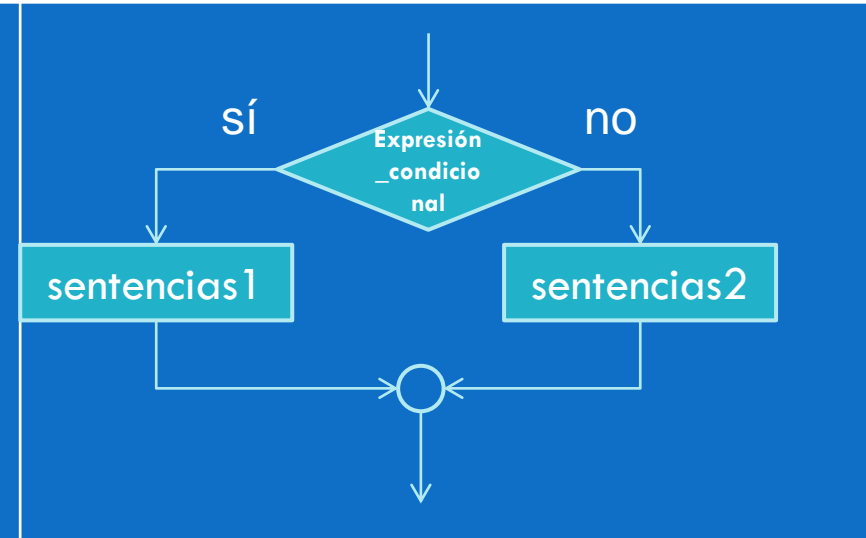 sí
no
Expresión
_condicio
nal
sentencias1
sentencias2